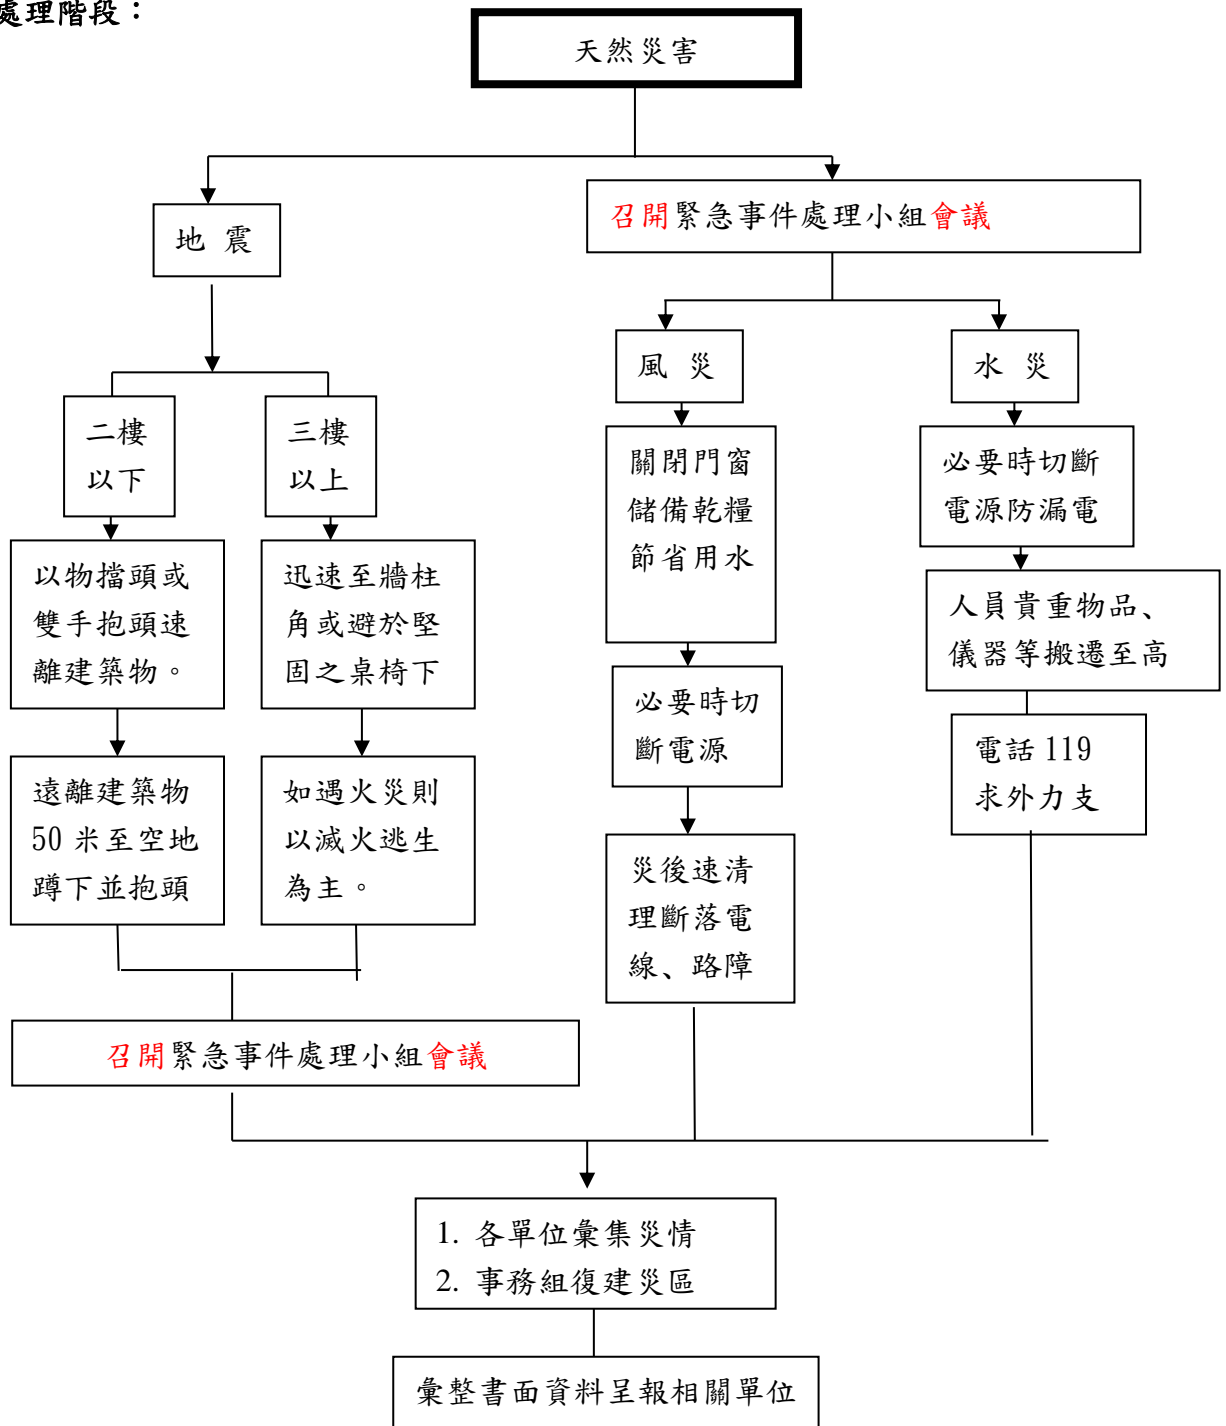 處理階段：
天然災害
召開緊急事件處理小組會議
地 震
風 災
水 災
二樓
以下
三樓
以上
關閉門窗
儲備乾糧
節省用水
必要時切斷
電源防漏電
以物擋頭或
雙手抱頭速
離建築物。
迅速至牆柱
角或避於堅
固之桌椅下
人員貴重物品、
儀器等搬遷至高
必要時切
斷電源
電話 119
求外力支
遠離建築物
50 米至空地
蹲下並抱頭
如遇火災則
以滅火逃生
為主。
災後速清
理斷落電
線、路障
召開緊急事件處理小組會議
1. 各單位彙集災情
2. 事務組復建災區
彙整書面資料呈報相關單位